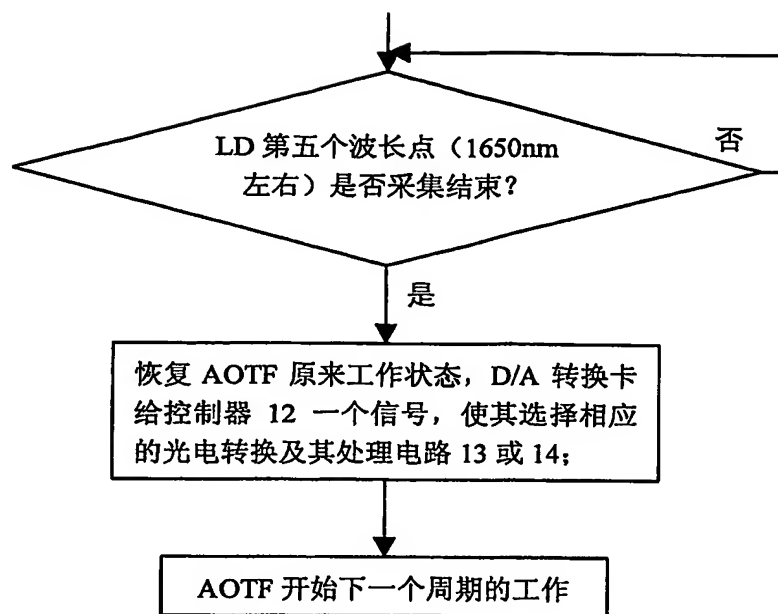 LD 第五个波长点（1650nm
左右）是否采集结束？
否
是
恢复 AOTF 原来工作状态，D/A 转换卡
给控制器 12 一个信号，使其选择相应
的光电转换及其处理电路 13 或 14；
AOTF 开始下一个周期的工作